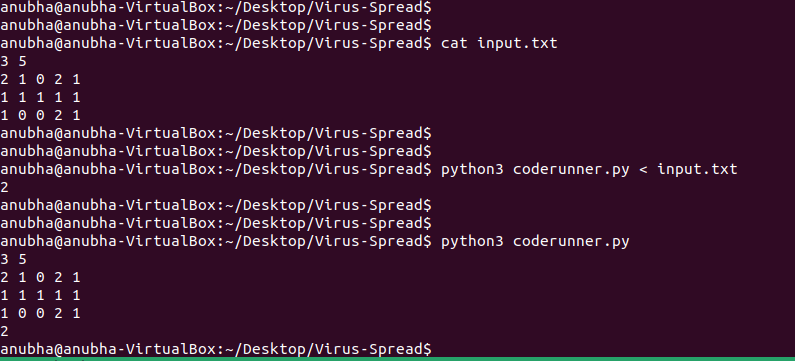 anubha@anubha-VirtualBox:~/Desktop/Virus-Spread$
anubha@anubha-VirtualBox:~/Desktop/Virus-Spread$
anubha@anubha-VirtualBox:~/Desktop/Virus-Spread$ cat input.txt
3 5
2 1 0 2 1
1 1 1 1 1
1 0 0 2 1
anubha@anubha-VirtualBox:~/Desktop/Virus-Spread$
anubha@anubha-VirtualBox:~/Desktop/Virus-Spread$
anubha@anubha-VirtualBox:~/Desktop/Virus-Spread$ python3 coderunner.py < input.txt
2
anubha@anubha-VirtualBox:~/Desktop/Virus-Spread$
anubha@anubha-VirtualBox:~/Desktop/Virus-Spread$
anubha@anubha-VirtualBox:~/Desktop/Virus-Spread$ python3 coderunner.py
3 5
2 1 0 2 1
1 1 1 1 1
1 0 0 2 1
2
anubha@anubha-VirtualBox:~/Desktop/Virus-Spread$